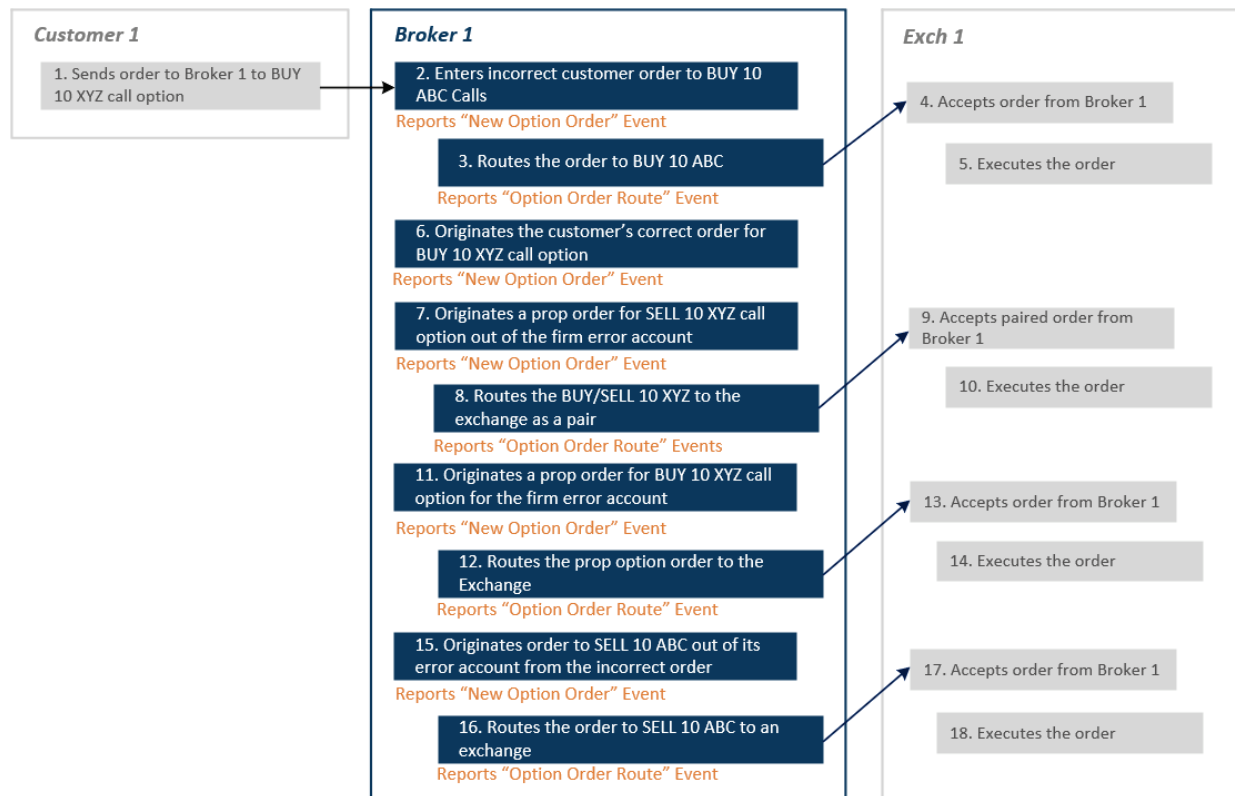 Customer 1
1. Sends order to Broker 1 to BUY
10 XYZ call option
Broker 1
2. Enters incorrect customer order to BUY 10
ABC Calls
Reports “New Option Order” Event
3. Routes the order to BUY 10 ABC
Reports “Option Order Route” Event
6. Originates the customer’s correct order for
BUY 10 XYZ call option
Reports “New Option Order” Event
7. Originates a prop order for SELL 10 XYZ call
option out of the firm error account
Reports “New Option Order” Event
8. Routes the BUY/SELL 10 XYZ to the
exchange as a pair
Reports “Option Order Route” Events
11. Originates a prop order for BUY 10 XYZ call
option for the firm error account
Reports “New Option Order” Event
12. Routes the prop option order to the
Exchange
Reports “Option Order Route” Event
15. Originates order to SELL 10 ABC out of its
error account from the incorrect order
Reports “New Option Order” Event
16. Routes the order to SELL 10 ABC to an
exchange
Reports “Option Order Route” Event
Exch 1
4. Accepts order from Broker 1
5. Executes the order
9. Accepts paired order from
Broker 1
10. Executes the order
13. Accepts order from Broker 1
14. Executes the order
17. Accepts order from Broker 1
18. Executes the order